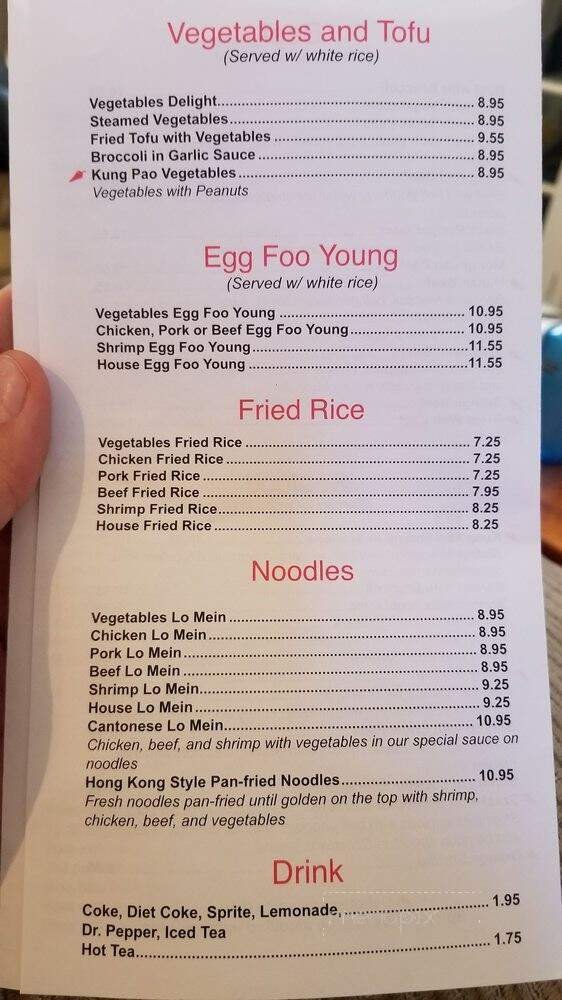 Vegetables and Tofu
(Served w/ white rice)
Vegetables Delight.......................................................... 8.95
Steamed Vegetables....................................................... 8.95
Fried Tofu with Vegetables ............................................. 9.55
Broccoli in Garlic Sauce ................................................. 8.95
Kung Pao Vegetables..................................................... 8.95
Vegetables with Peanuts
Egg Foo Young
(Served w/ white rice)
Vegetables Egg Foo Young .......................................... 10.95
Chicken, Pork or Beef Egg Foo Young.......................... 10.95
Shrimp Egg Foo Young.................................................11.55
House Egg Foo Young ..................................................11.55
Fried Rice
Vegetables Fried Rice ................................................... 7.25
Chicken Fried Rice ........................................................ 7.25
Pork Fried Rice .............................................................. 7.25
Beef Fried Rice .............................................................. 7.95
Shrimp Fried Rice.......................................................... 8.25
House Fried Rice ........................................................... 8.25
Noodles
Vegetables Lo Mein ....................................................... 8.95
Chicken Lo Mein ............................................................ 8.95
Pork Lo Mein .................................................................. 8.95
Beef Lo Mein .................................................................. 8.95
Shrimp Lo Mein............................................................... 9.25
House Lo Mein ................................................................ 9.25
Cantonese Lo Mein......................................................... 10.95
Chicken, beef, and shrimp with vegetables in our special sauce on
noodles
Hong Kong Style Pan-fried Noodles.............................. 10.95
Fresh noodles pan-fried until golden on the top with shrimp,
chicken, beef, and vegetables
Drink
Coke, Diet Coke, Sprite, Lemonade, ................................ 1.95
Dr. Pepper, Iced Tea
Hot Tea............................................................................... 1.75